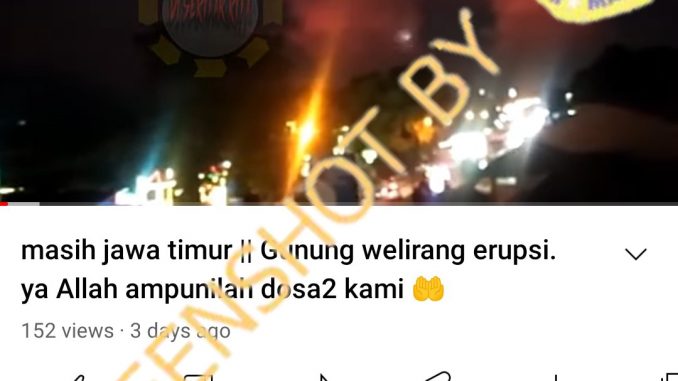 SCREENSHOT BY
masih jawa timur || Gunung welirang erupsi.
ya Allah ampunilah dosa2 kami 🤲
152 views · 3 days ago